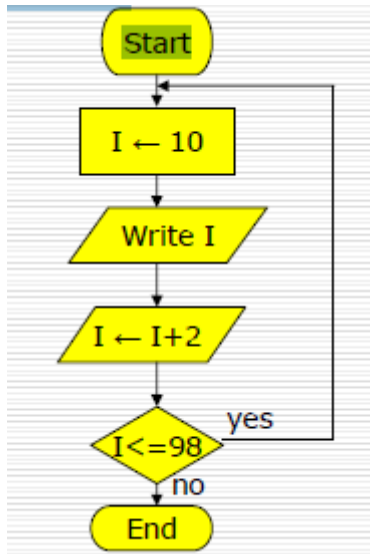 Start
I ← 10
Write I
I ← I+2
I<=98
yes
no
End